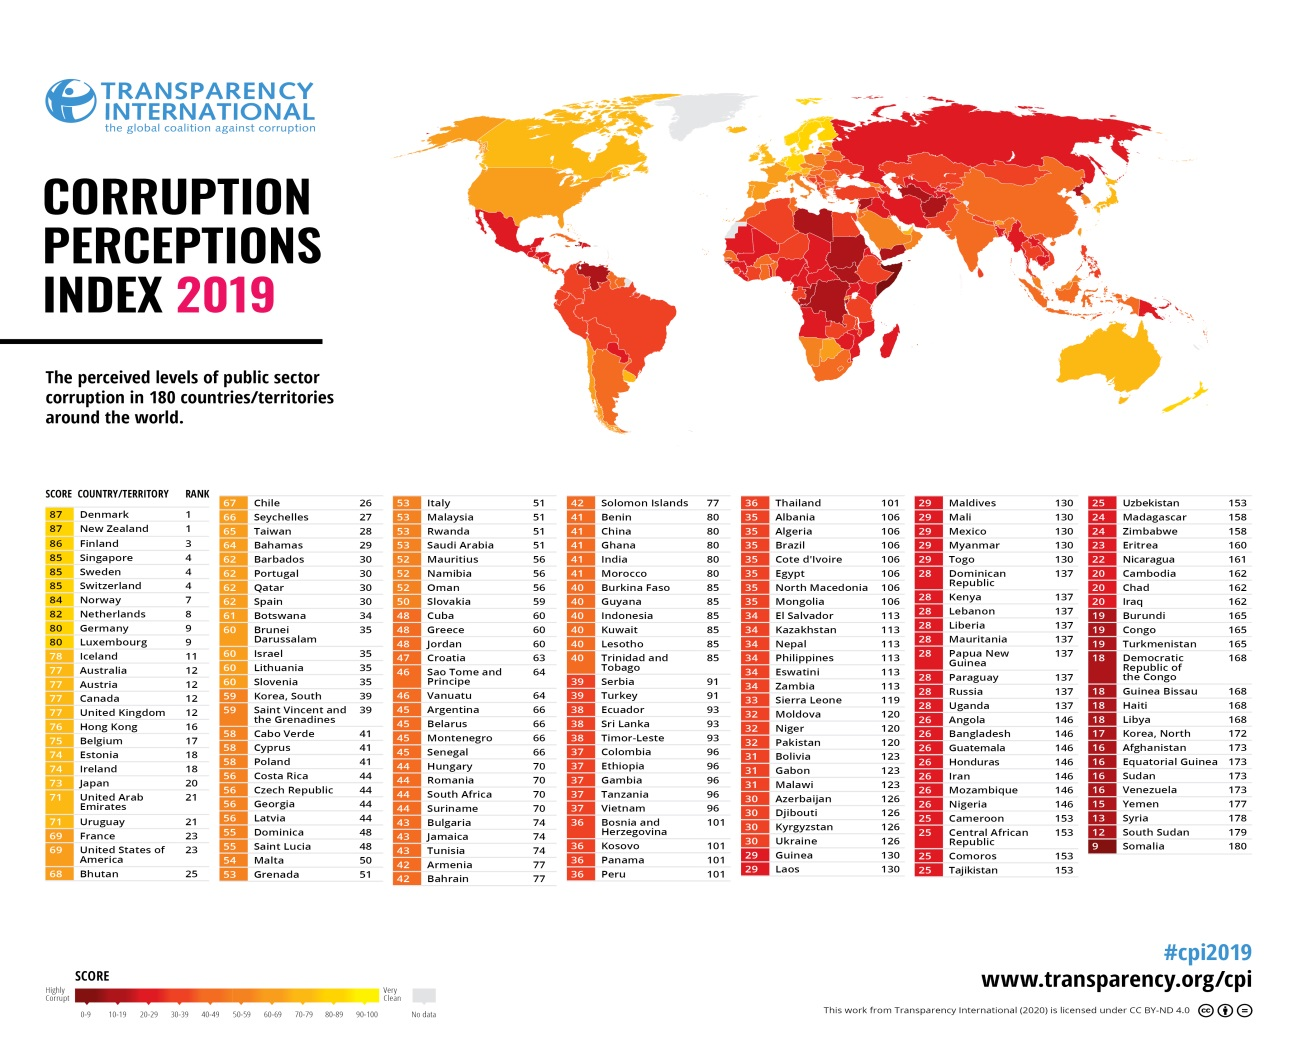 TRANSPARENCY
INTERNATIONAL
the global coalition against corruption
CORRUPTION
PERCEPTIONS
INDEX 2019
The perceived levels of public sector
corruption in 180 countries/territories
around the world.
SCORE COUNTRY/TERRITORY RANK
87 Denmark 1
87 New Zealand 1
86 Finland 3
85 Singapore 4
85 Sweden 4
85 Switzerland 4
84 Norway 7
82 Netherlands 8
80 Germany 9
80 Luxembourg 9
78 Iceland 11
77 Australia 12
77 Austria 12
77 Canada 12
77 United Kingdom 12
76 Hong Kong 16
75 Belgium 17
74 Estonia 18
74 Ireland 18
73 Japan 20
71 United Arab 21
Emirates
71 Uruguay 21
69 France 23
69 United States of 23
America
68 Bhutan 25
67 Chile 26
66 Seychelles 27
65 Taiwan 28
64 Bahamas 29
62 Barbados 30
62 Portugal 30
62 Qatar 30
62 Spain 30
61 Botswana 34
60 Brunei 35
Darussalam
60 Israel 35
60 Lithuania 35
60 Slovenia 35
59 Korea, South 39
59 Saint Vincent and 39
the Grenadines
58 Cabo Verde 41
58 Cyprus 41
58 Poland 41
56 Costa Rica 44
56 Czech Republic 44
56 Georgia 44
56 Latvia 44
55 Dominica 48
55 Saint Lucia 48
54 Malta 50
53 Grenada 51
53 Italy 51
53 Malaysia 51
53 Rwanda 51
53 Saudi Arabia 51
52 Mauritius 56
52 Namibia 56
52 Oman 56
50 Slovakia 59
48 Cuba 60
48 Greece 60
48 Jordan 60
47 Croatia 63
46 Sao Tome and 64
Principe
46 Vanuatu 64
45 Argentina 66
45 Belarus 66
45 Montenegro 66
45 Senegal 66
44 Hungary 70
44 Romania 70
44 South Africa 70
44 Suriname 70
43 Bulgaria 74
43 Jamaica 74
43 Tunisia 74
42 Armenia 77
42 Bahrain 77
42 Solomon Islands 77
41 Benin 80
41 China 80
41 Ghana 80
41 India 80
41 Morocco 80
40 Burkina Faso 85
40 Guyana 85
40 Indonesia 85
40 Kuwait 85
40 Lesotho 85
40 Trinidad and 85
Tobago
39 Serbia 91
39 Turkey 91
38 Ecuador 93
38 Sri Lanka 93
38 Timor-Leste 93
37 Colombia 96
37 Ethiopia 96
37 Gambia 96
37 Tanzania 96
37 Vietnam 96
36 Bosnia and 101
Herzegovina
36 Kosovo 101
36 Panama 101
36 Peru 101
36 Thailand 101
35 Albania 106
35 Algeria 106
35 Brazil 106
35 Cote d'Ivoire 106
35 Egypt 106
35 North Macedonia 106
35 Mongolia 106
34 El Salvador 113
34 Kazakhstan 113
34 Nepal 113
34 Philippines 113
34 Eswatini 113
34 Zambia 113
33 Sierra Leone 119
32 Moldova 120
32 Niger 120
32 Pakistan 120
31 Bolivia 123
31 Gabon 123
31 Malawi 123
30 Azerbaijan 126
30 Djibouti 126
30 Kyrgyzstan 126
30 Ukraine 126
29 Guinea 130
29 Laos 130
29 Maldives 130
29 Mali 130
29 Mexico 130
29 Myanmar 130
29 Togo 130
28 Dominican 137
Republic
28 Kenya 137
28 Lebanon 137
28 Liberia 137
28 Mauritania 137
28 Papua New 137
Guinea
28 Paraguay 137
28 Russia 137
28 Uganda 137
26 Angola 146
26 Bangladesh 146
26 Guatemala 146
26 Honduras 146
26 Iran 146
26 Mozambique 146
26 Nigeria 146
25 Cameroon 153
25 Central African 153
Republic
25 Comoros 153
25 Tajikistan 153
25 Uzbekistan 153
24 Madagascar 158
24 Zimbabwe 158
23 Eritrea 160
22 Nicaragua 161
20 Cambodia 162
20 Chad 162
20 Iraq 162
19 Burundi 165
19 Congo 165
19 Turkmenistan 165
18 Democratic 168
Republic of
the Congo
18 Guinea Bissau 168
18 Haiti 168
18 Libya 168
17 Korea, North 172
16 Afghanistan 173
16 Equatorial Guinea 173
16 Sudan 173
16 Venezuela 173
15 Yemen 177
13 Syria 178
12 South Sudan 179
9 Somalia 180
#cpi2019
www.transparency.org/cpi
This work from Transparency International (2020) is licensed under CC BY-ND 4.0
SCORE
Highly
Corrupt
Very
Clean
0-9 10-19 20-29 30-39 40-49 50-59 60-69 70-79 80-89 90-100 No data